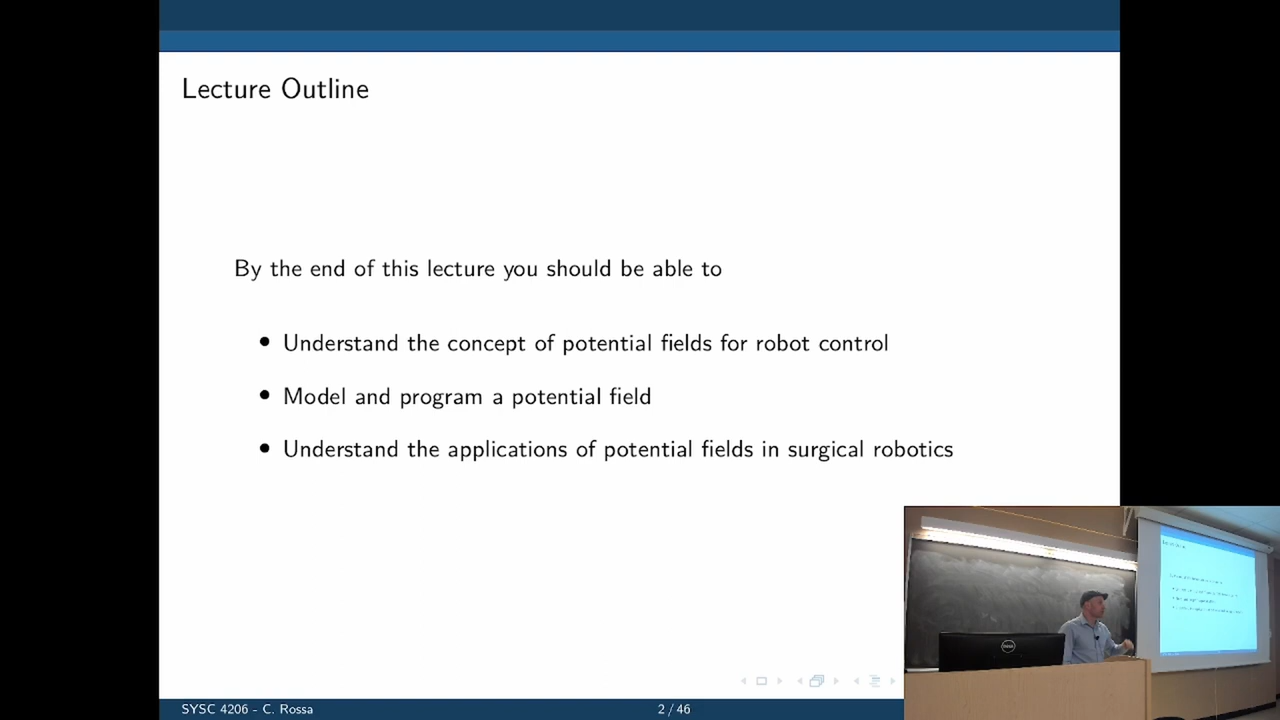 Lecture Outline
By the end of this lecture you should be able to
• Understand the concept of potential fields for robot control
• Model and program a potential field
• Understand the applications of potential fields in surgical robotics
SYSC 4206 - C. Rossa
2 / 46
DELL